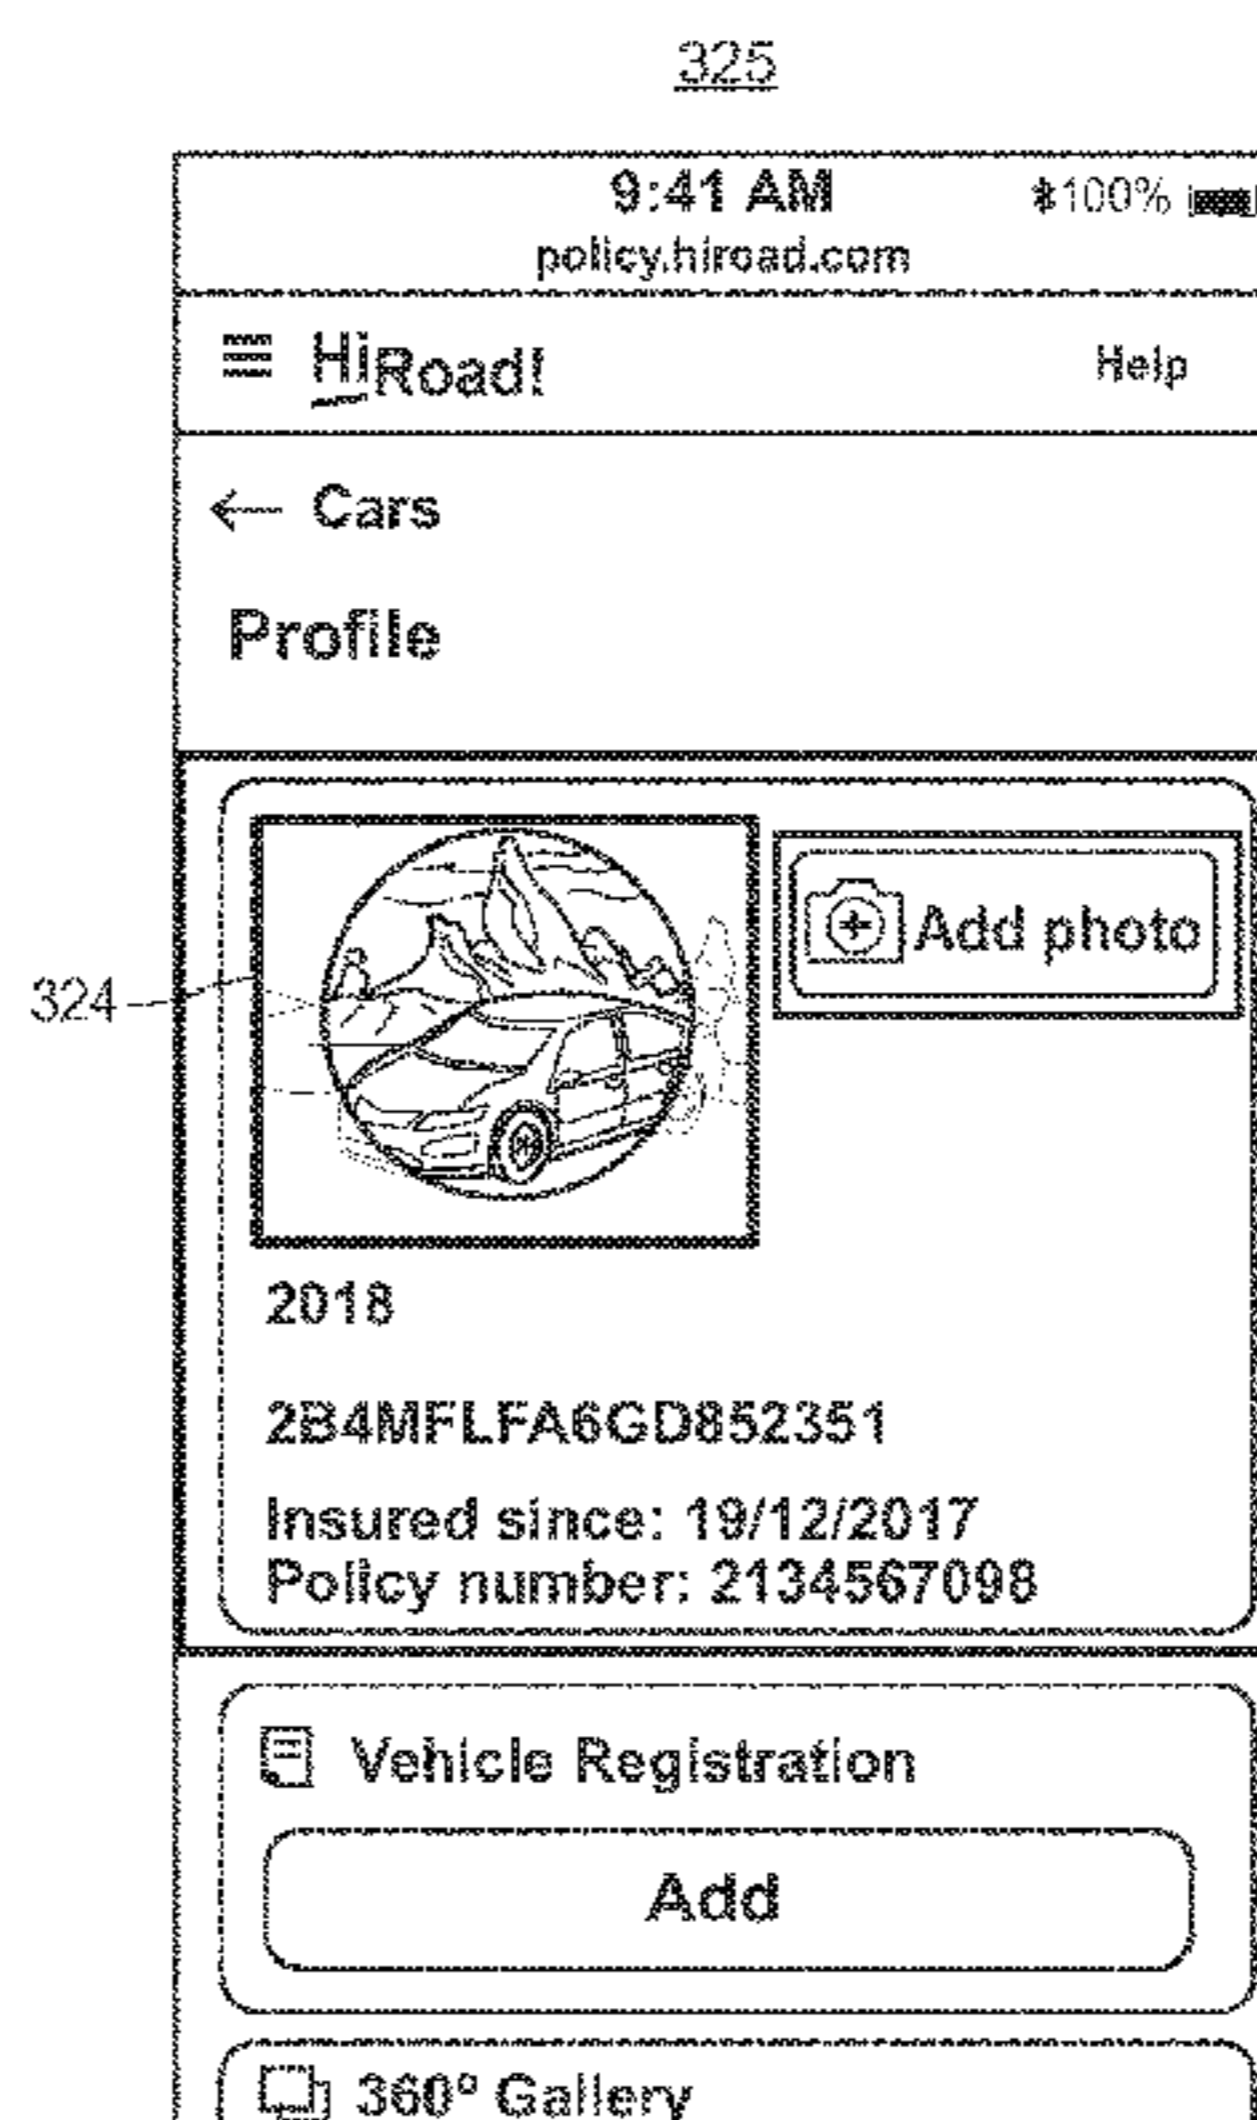 325
9:41 AM
100%
policy.hiroad.com
HiRoad!
Help
← Cars
Profile
324
Add photo
2018
2B4MFLFA6GD852351
Insured since: 19/12/2017
Policy number: 2134567098
Vehicle Registration
Add
360° Gallery